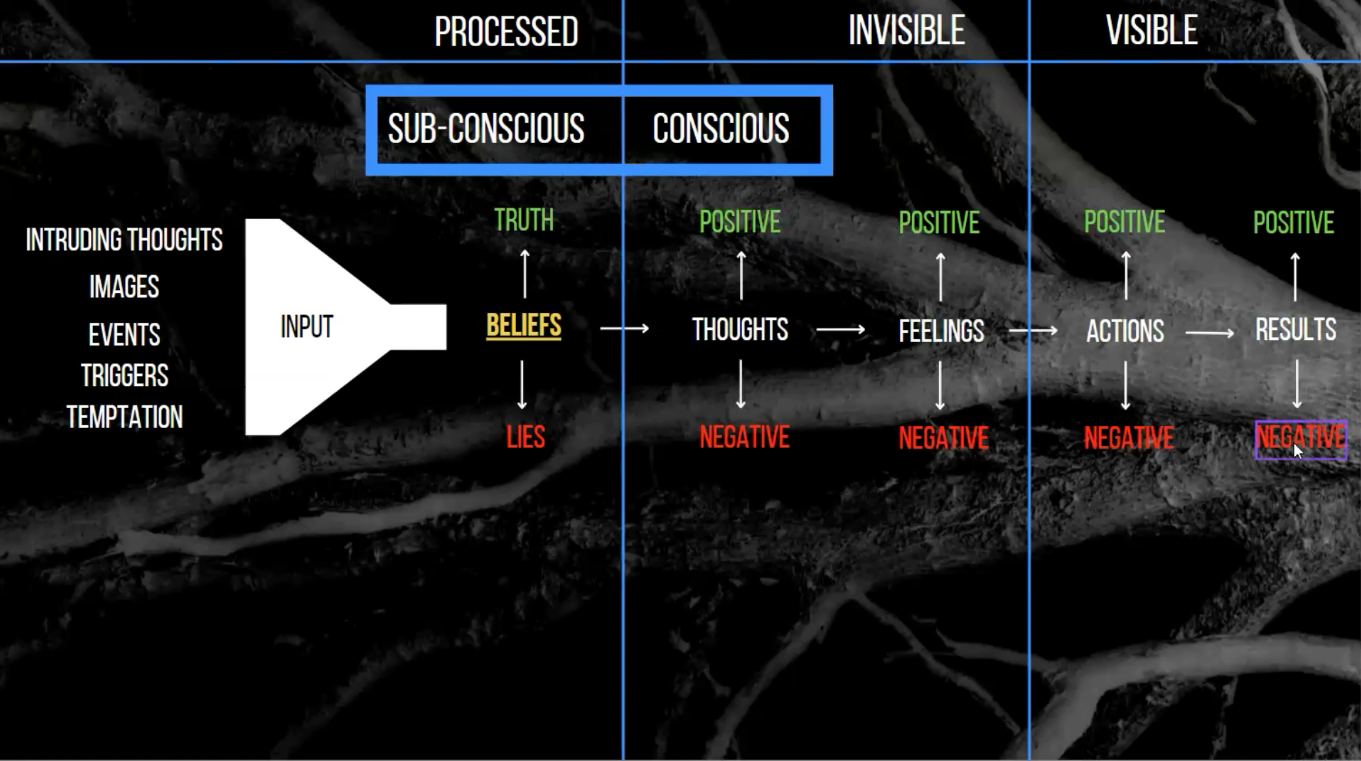 PROCESSED
INVISIBLE
VISIBLE
SUB-CONSCIOUS
CONSCIOUS
INTRUDING THOUGHTS
IMAGES
EVENTS
TRIGGERS
TEMPTATION
INPUT
TRUTH
BELIEFS
LIES
POSITIVE
THOUGHTS
NEGATIVE
POSITIVE
FEELINGS
NEGATIVE
POSITIVE
ACTIONS
NEGATIVE
POSITIVE
RESULTS
NEGATIVE